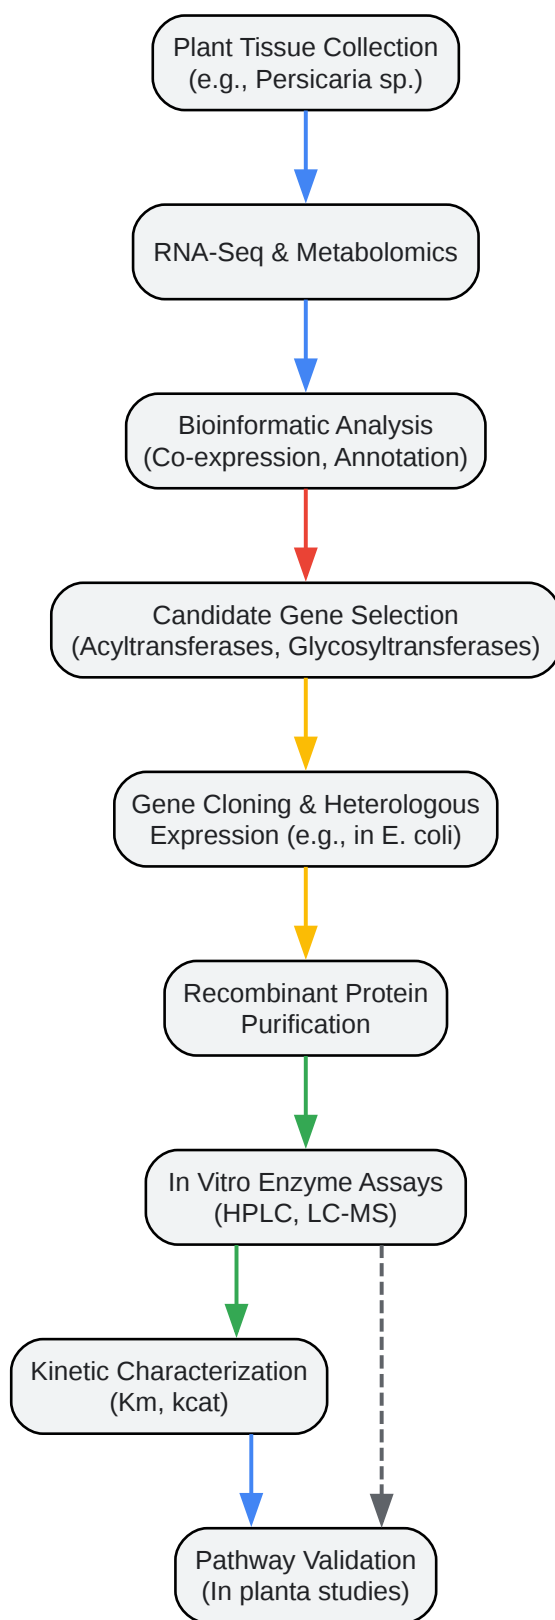 Plant Tissue Collection
(e.g., Persicaria sp.)
RNA-Seq & Metabolomics
Bioinformatic Analysis
(Co-expression, Annotation)
Candidate Gene Selection
(Acyltransferases, Glycosyltransferases)
Gene Cloning & Heterologous
Expression (e.g., in E. coli)
Recombinant Protein
Purification
In Vitro Enzyme Assays
(HPLC, LC-MS)
Kinetic Characterization
(Km, kcat)
Pathway Validation
(In planta studies)